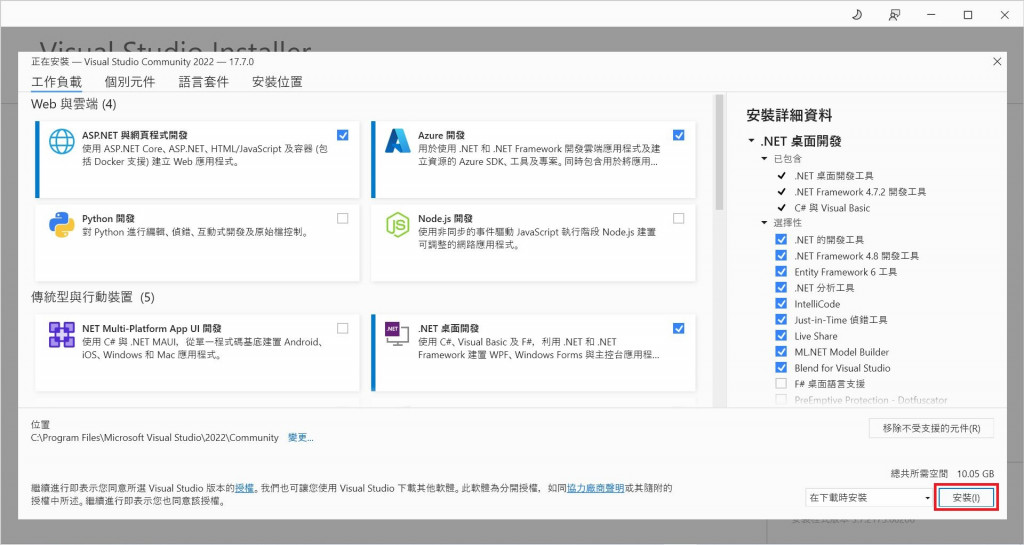 Visual Studio Installer
正在安裝 — Visual Studio Community 2022 — 17.7.0
工作負載 個別元件 語言套件 安裝位置
Web 與雲端 (4)
ASP.NET 與網頁程式開發
使用 ASP.NET Core、ASP.NET、HTML/JavaScript 及容器 (包
括 Docker 支援) 建立 Web 應用程式。
Azure 開發
用於使用 .NET 和 .NET Framework 開發雲端應用程式及建
立資源的 Azure SDK、工具及專案。同時包含用於將應用...
Python 開發
對 Python 進行編輯、偵錯、互動式開發及原始檔控制。
Node.js 開發
使用非同步的事件驅動 JavaScript 執行階段 Node.js 建置
可調整的網路應用程式。
傳統型與行動裝置 (5)
NET Multi-Platform App UI 開發
使用 C# 與 .NET MAUI，從單一程式碼基底建置 Android、
iOS、Windows 和 Mac 應用程式。
.NET
.NET 桌面開發
使用 C#、Visual Basic 及 F#，利用 .NET 和 .NET
Framework 建置 WPF、Windows Forms 與主控台應用程...
安裝詳細資料
.NET 桌面開發
已包含
.NET 桌面開發工具
.NET Framework 4.7.2 開發工具
C# 與 Visual Basic
選擇性
.NET 的開發工具
.NET Framework 4.8 開發工具
Entity Framework 6 工具
.NET 分析工具
IntelliCode
Just-in-Time 偵錯工具
Live Share
ML.NET Model Builder
Blend for Visual Studio
F# 桌面語言支援
PreEmptive Protection - Dotfuscator
位置
C:\Program Files\Microsoft Visual Studio\2022\Community 變更...
移除不受支援的元件(R)
總共所需空間 10.05 GB
繼續進行即表示您同意所選 Visual Studio 版本的授權。我們也可讓您使用 Visual Studio 下載其他軟體。此軟體為分開授權，如同協力廠商聲明或其隨附的
授權中所述。繼續進行即表示您也同意該授權。
在下載時安裝
安裝(I)